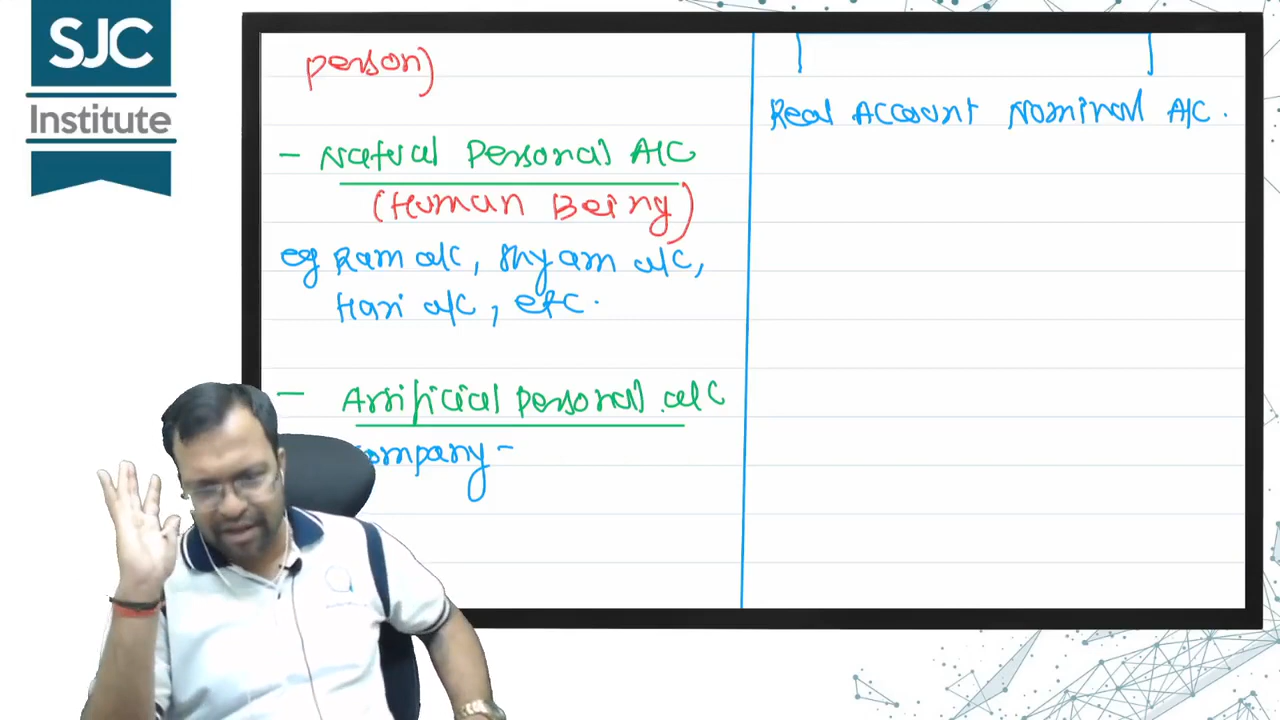 SJC
Institute
person)
- Natural Personal A/C
(Human Being)
eg Ram a/c, Shyam a/c,
Hari a/c, etc.
- Artificial personal a/c
company -
Real Account Nominal A/C.